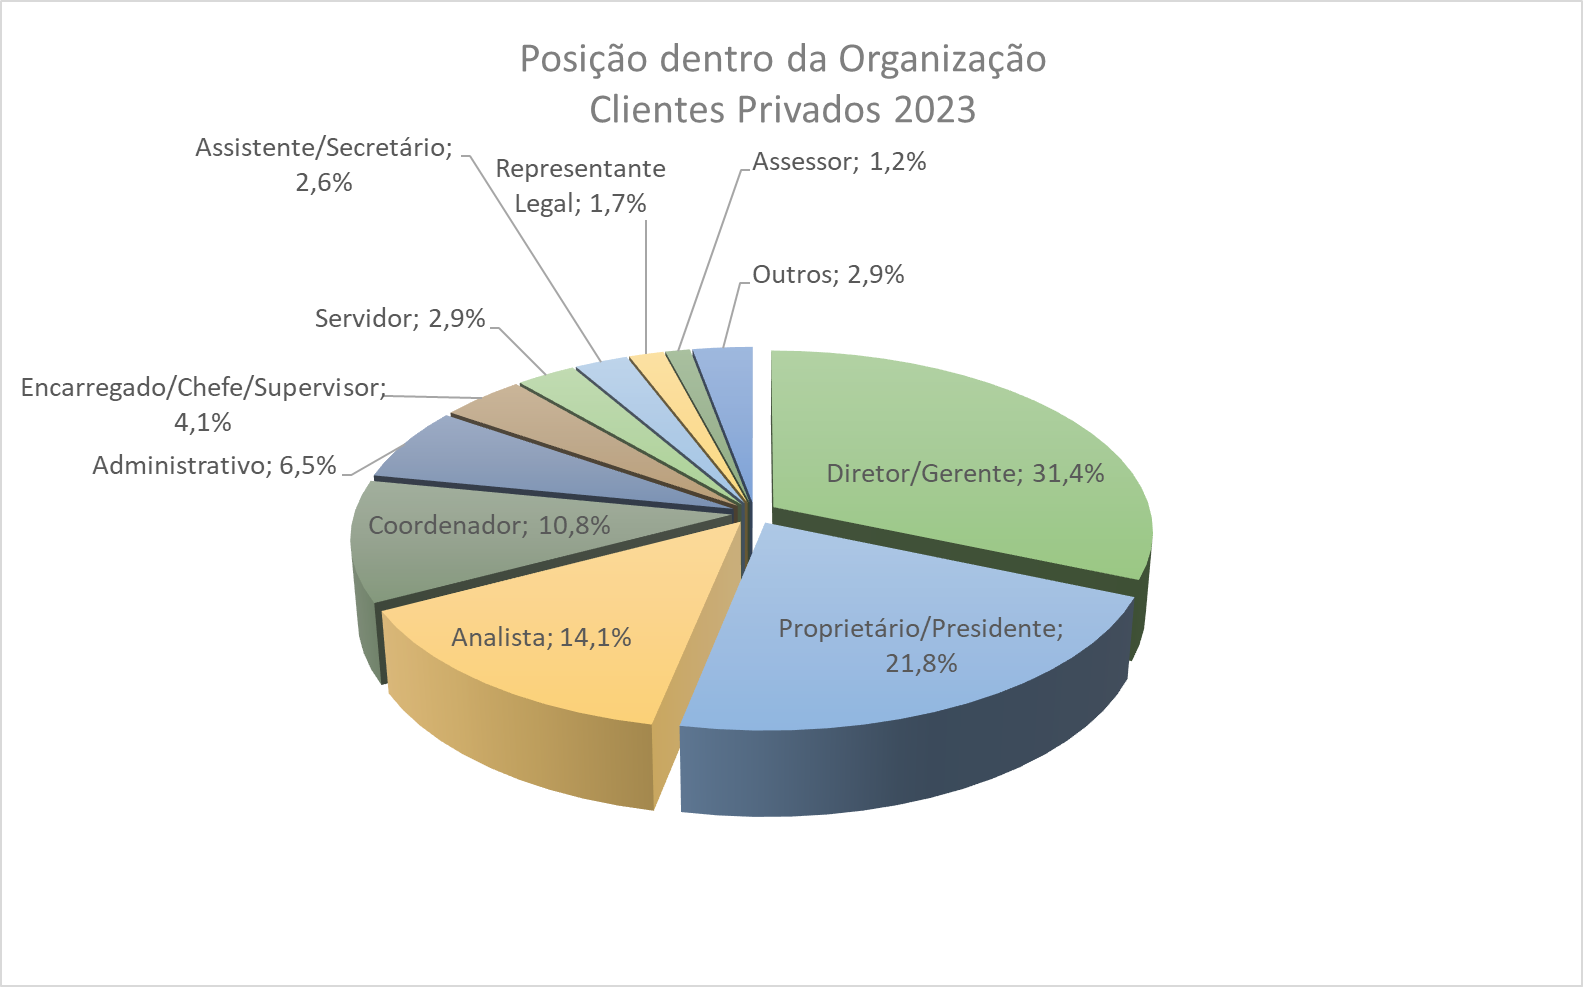 Posição dentro da Organização
Clientes Privados 2023
Assistente/Secretário;
2,6%
Representante
Legal; 1,7%
Assessor; 1,2%
Outros; 2,9%
Servidor; 2,9%
Encarregado/Chefe/Supervisor;
4,1%
Administrativo; 6,5%
Diretor/Gerente; 31,4%
Coordenador; 10,8%
Analista; 14,1%
Proprietário/Presidente;
21,8%